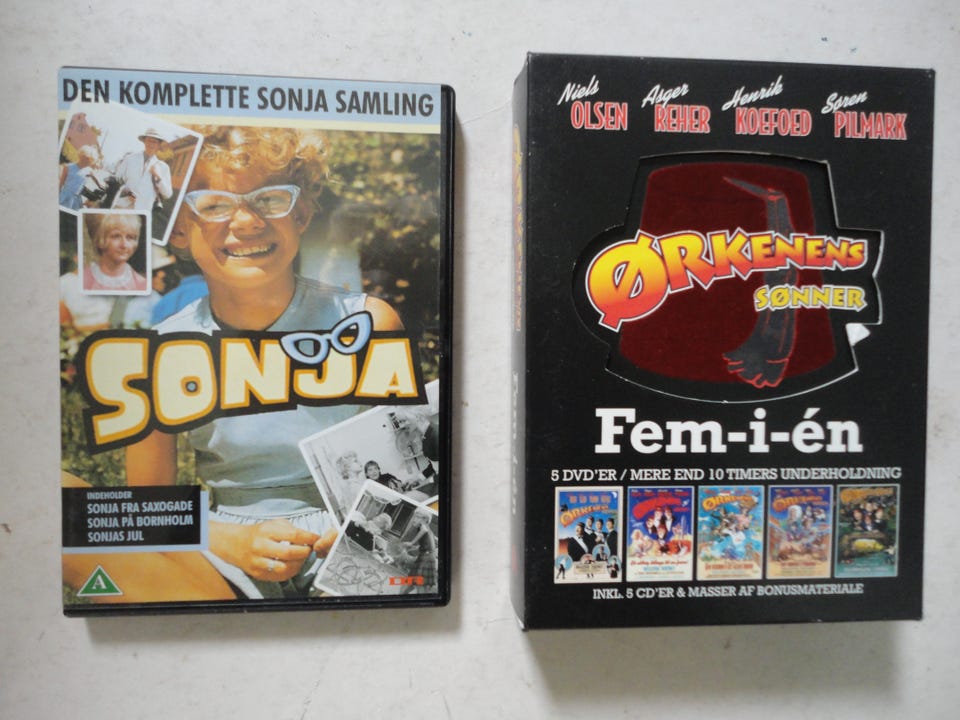 DEN KOMPLETTE SONJA SAMLING
SONJA
INDEHOLDER
SONJA FRA SAXOGADE
SONJA PÅ BORNHOLM
SONJAS JUL
A
DR
Niels OLSEN
Asger REHER
Henrik KOEFOED
Søren PILMARK
ØRKENENS
SØNNER
Fem-i-én
5 DVD'ER / MERE END 10 TIMERS UNDERHOLDNING
ØRKENENS
INKL. 5 CD'ER & MASSER AF BONUSMATERIALE